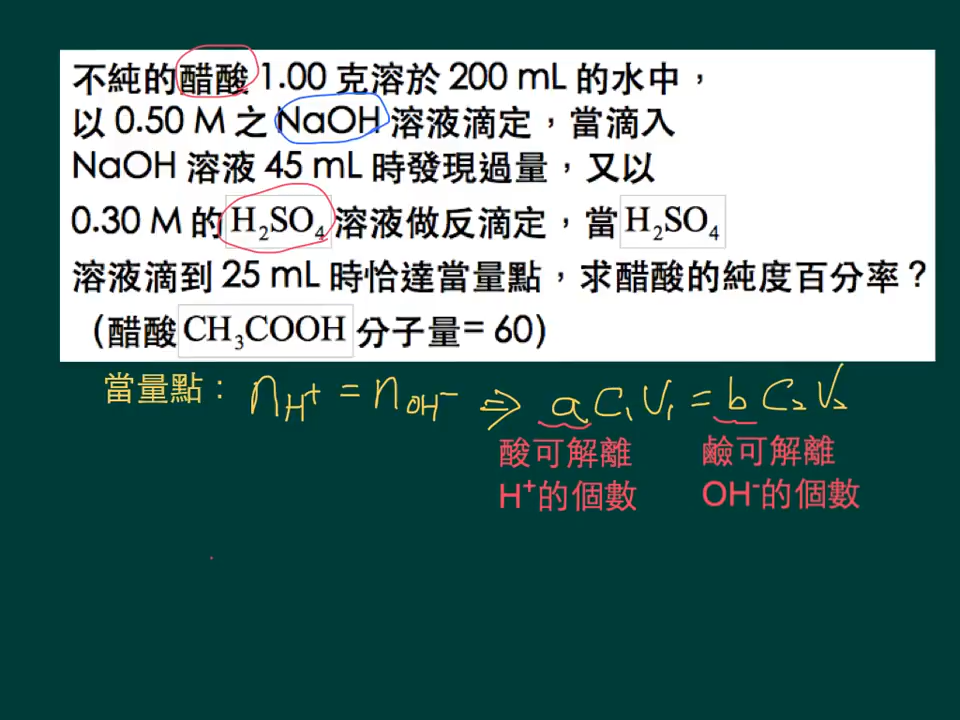 不純的醋酸 1.00 克溶於 200 mL 的水中，
以 0.50 M 之 NaOH 溶液滴定，當滴入
NaOH 溶液 45 mL 時發現過量，又以
0.30 M 的 H₂SO₄ 溶液做反滴定，當 H₂SO₄
溶液滴到 25 mL 時恰達當量點，求醋酸的純度百分率？
（醋酸 CH₃COOH 分子量= 60）
當量點： nH⁺ = nOH⁻ ⇒ aC₁V₁ = bC₂V₂
酸可解離 鹼可解離
H⁺的個數 OH⁻的個數